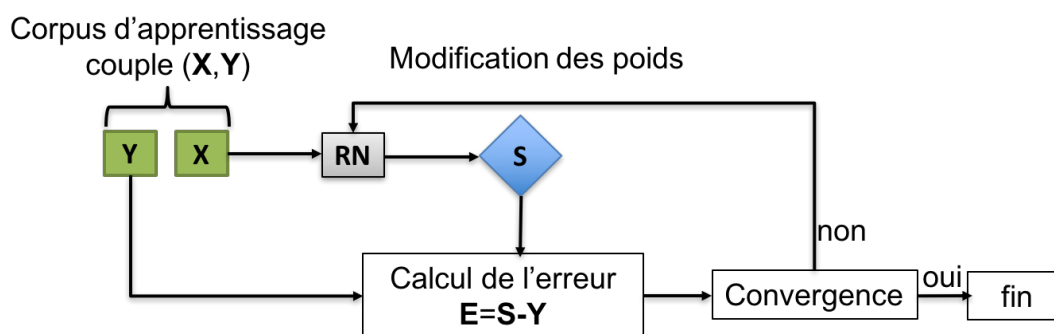 Corpus d’apprentissage
couple (X,Y)
Modification des poids
Y
X
RN
S
non
Calcul de l’erreur
E=S-Y
Convergence
oui
fin